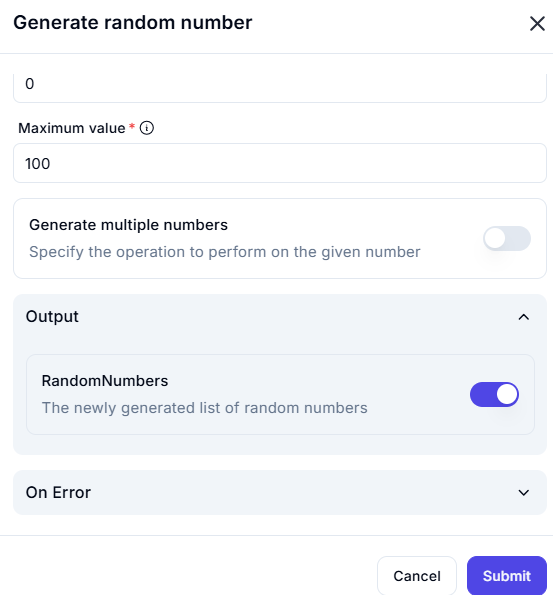 Generate random number
0
Maximum value *
100
Generate multiple numbers
Specify the operation to perform on the given number
Output
RandomNumbers
The newly generated list of random numbers
On Error
Cancel
Submit